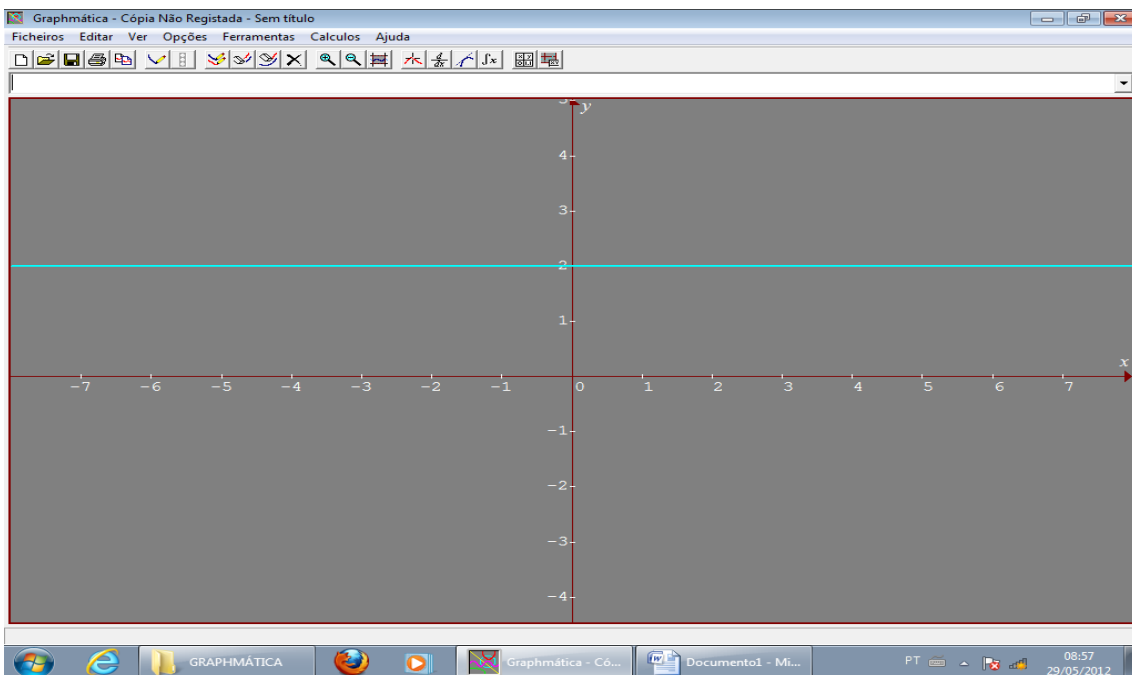 Graphmática - Cópia Não Registada - Sem título
Ficheiros Editar Ver Opções Ferramentas Calculos Ajuda
y
4
3
2
1
x
-7 -6 -5 -4 -3 -2 -1 0 1 2 3 4 5 6 7
-1
-2
-3
-4
GRAPHMÁTICA Graphmática - Có... Documento1 - Mi... PT 08:57
29/05/2012